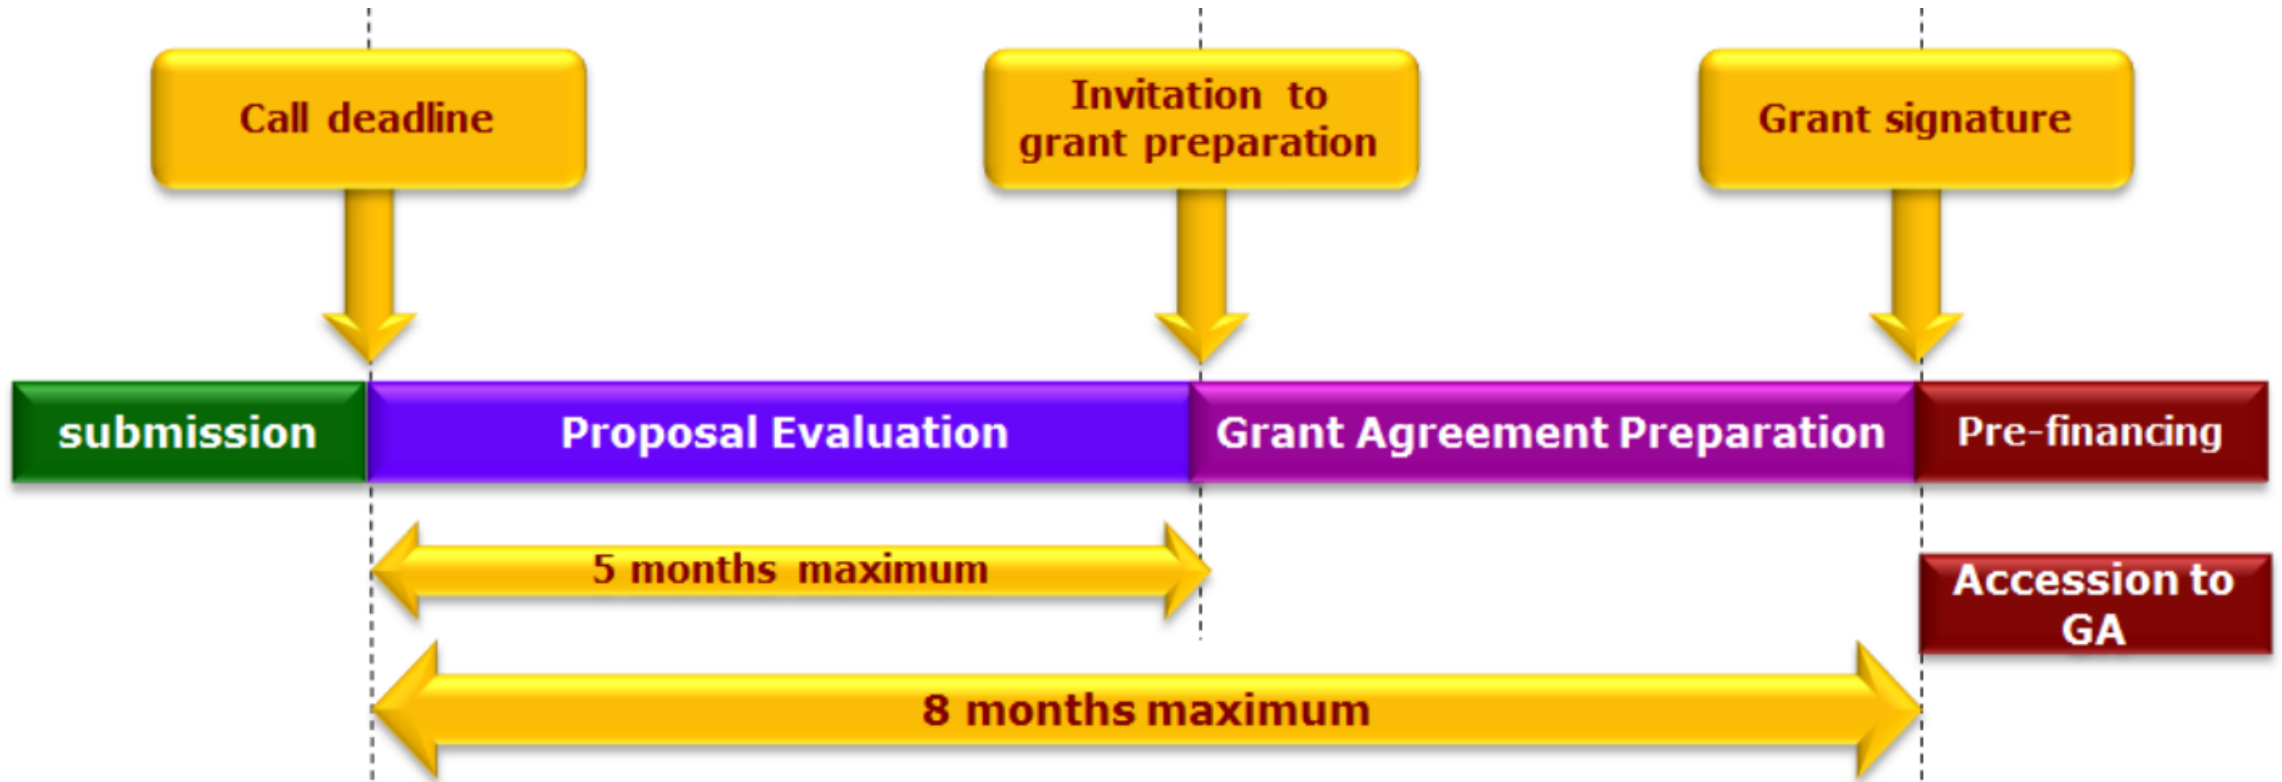 Call deadline
Invitation to
grant preparation
Grant signature
submission
Proposal Evaluation
Grant Agreement Preparation
Pre-financing
5 months maximum
Accession to
GA
8 months maximum